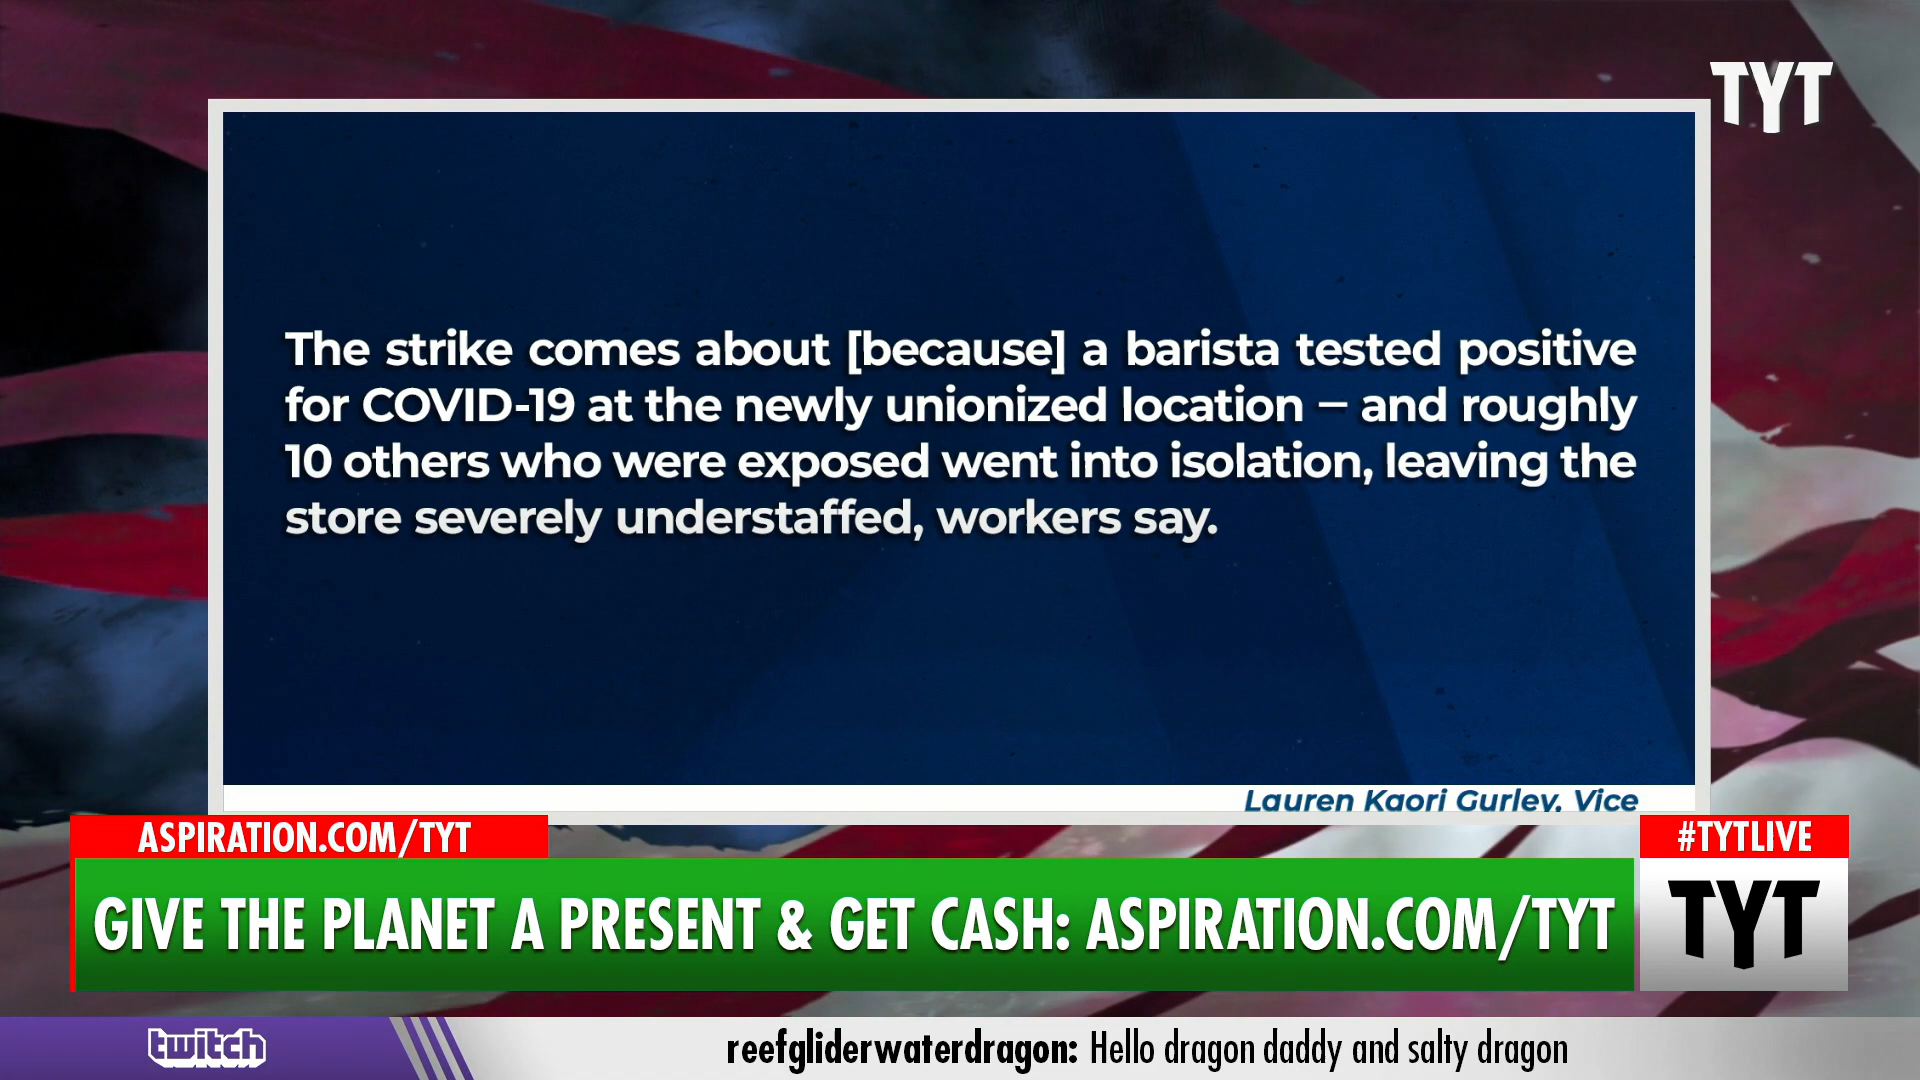 TYT
The strike comes about [because] a barista tested positive
for COVID-19 at the newly unionized location – and roughly
10 others who were exposed went into isolation, leaving the
store severely understaffed, workers say.
Lauren Kaori Gurley, Vice
ASPIRATION.COM/TYT
#TYTLIVE
GIVE THE PLANET A PRESENT & GET CASH: ASPIRATION.COM/TYT
TYT
twitch
reefgliderwaterdragon: Hello dragon daddy and salty dragon